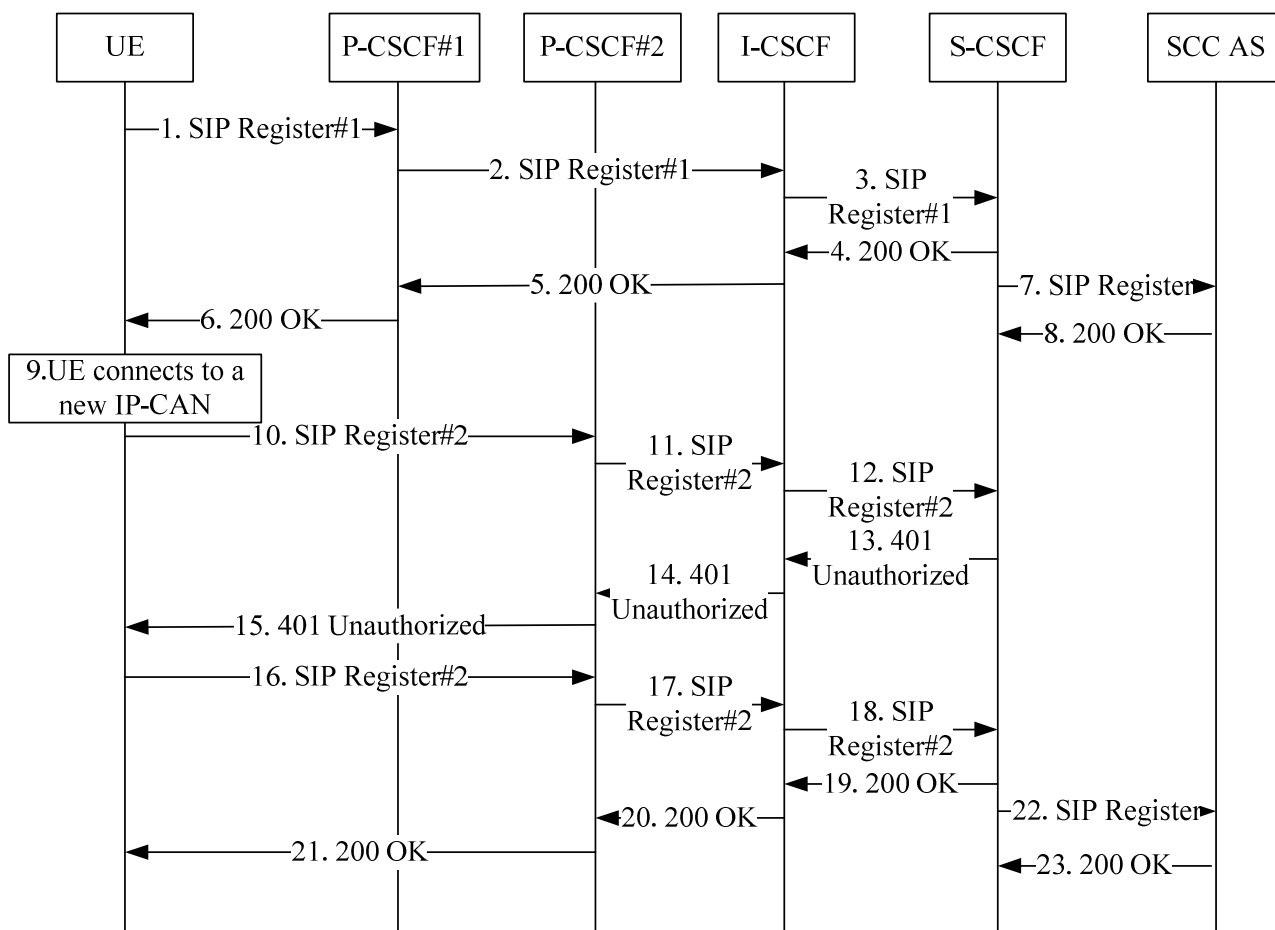 UE
P-CSCF#1
P-CSCF#2
I-CSCF
S-CSCF
SCC AS
1. SIP Register#1
2. SIP Register#1
3. SIP
Register#1
4. 200 OK
5. 200 OK
7. SIP Register
6. 200 OK
8. 200 OK
9.UE connects to a
new IP-CAN
10. SIP Register#2
11. SIP
Register#2
12. SIP
Register#2
13. 401
Unauthorized
14. 401
Unauthorized
15. 401 Unauthorized
16. SIP Register#2
17. SIP
Register#2
18. SIP
Register#2
19. 200 OK
20. 200 OK
22. SIP Register
21. 200 OK
23. 200 OK